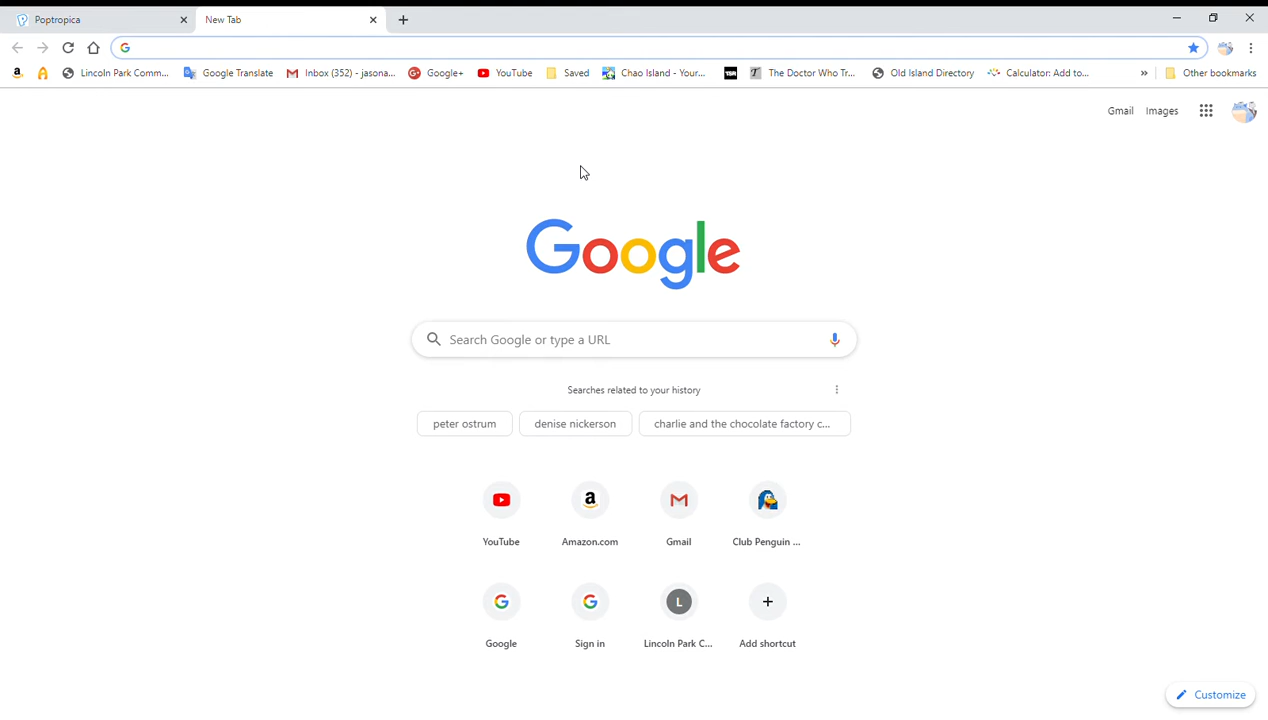 Poptropica
New Tab
Lincoln Park Comm...
Google Translate
Inbox (352) - jasona...
Google+
YouTube
Saved
Chao Island - Your...
TSR
The Doctor Who Tr...
Old Island Directory
Calculator: Add to...
Other bookmarks
Gmail
Images
Google
Search Google or type a URL
Searches related to your history
peter ostrum
denise nickerson
charlie and the chocolate factory c...
YouTube
Amazon.com
Gmail
Club Penguin ...
Google
Sign in
L
Lincoln Park C...
Add shortcut
Customize